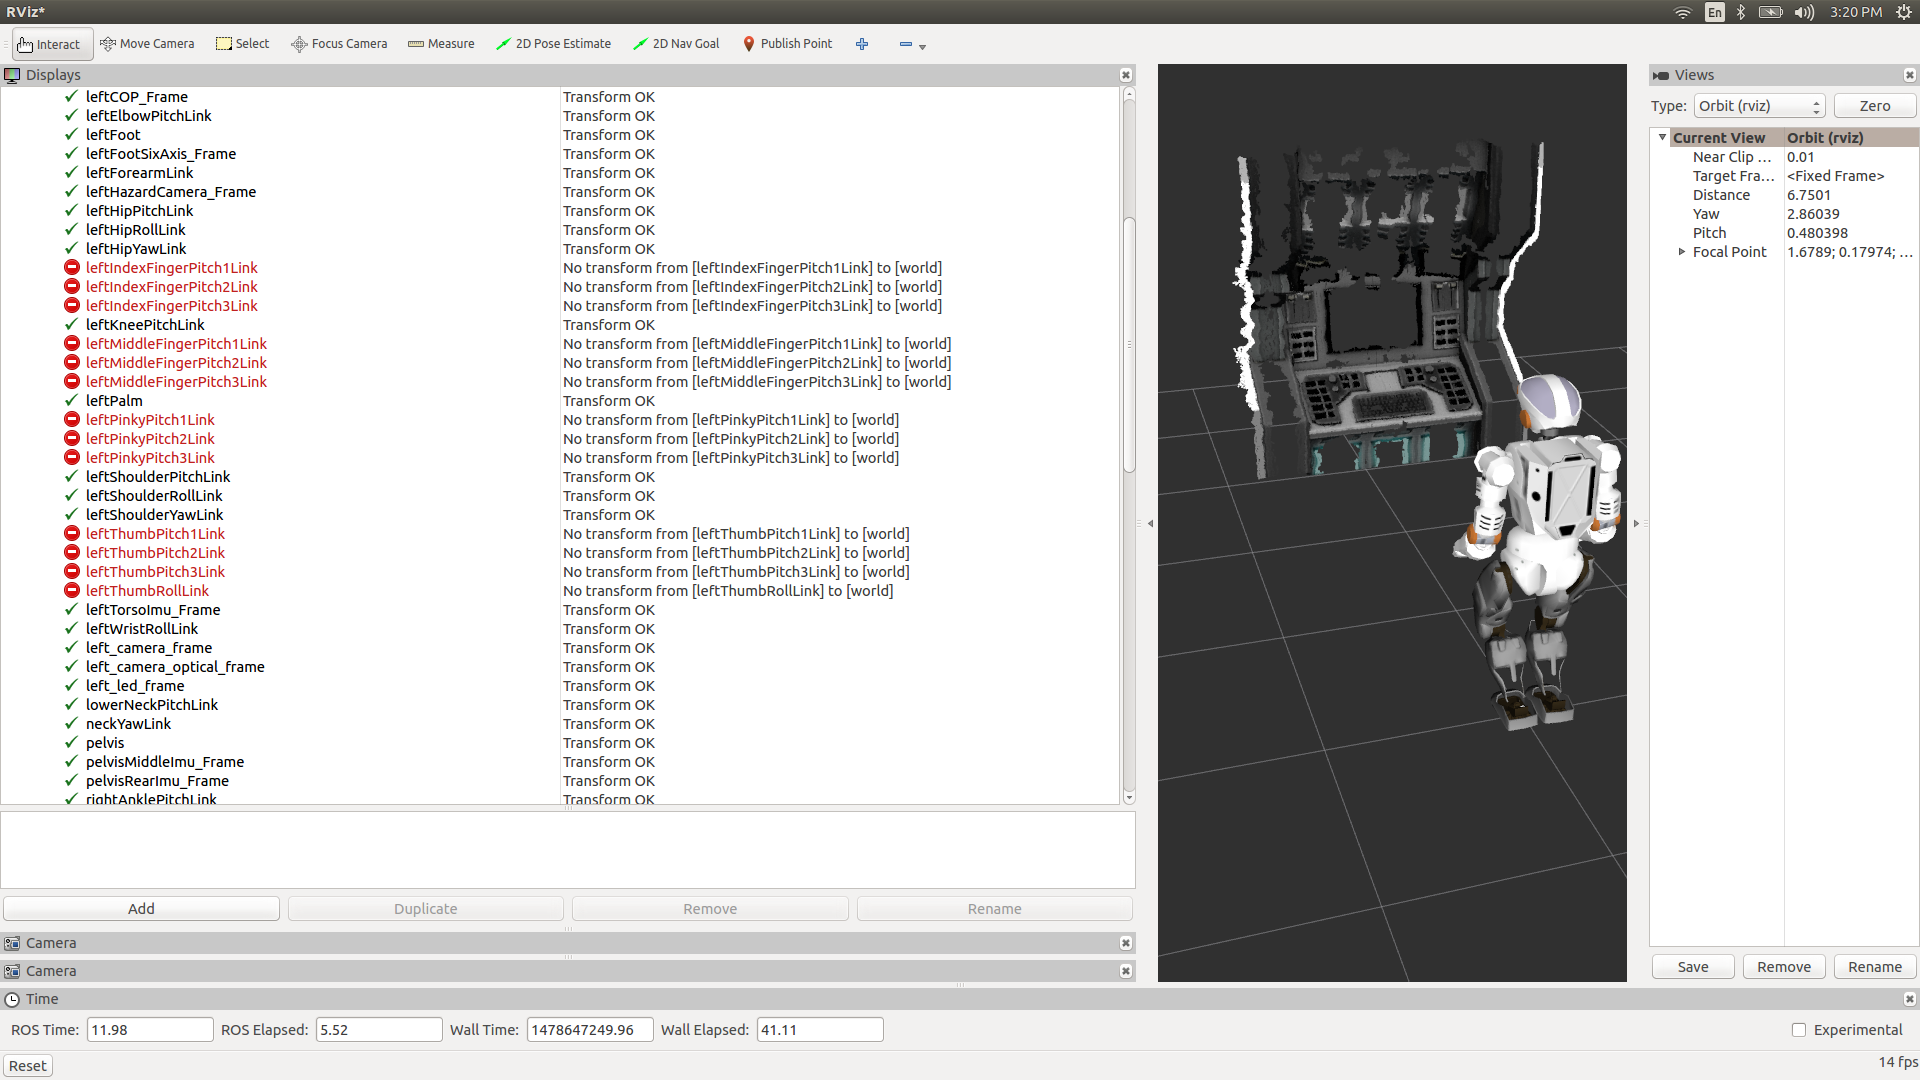 RViz*
En
3:20 PM
Interact
Move Camera
Select
Focus Camera
Measure
2D Pose Estimate
2D Nav Goal
Publish Point
Displays
leftCOP_Frame Transform OK
leftElbowPitchLink Transform OK
leftFoot Transform OK
leftFootSixAxis_Frame Transform OK
leftForearmLink Transform OK
leftHazardCamera_Frame Transform OK
leftHipPitchLink Transform OK
leftHipRollLink Transform OK
leftHipYawLink Transform OK
leftIndexFingerPitch1Link No transform from [leftIndexFingerPitch1Link] to [world]
leftIndexFingerPitch2Link No transform from [leftIndexFingerPitch2Link] to [world]
leftIndexFingerPitch3Link No transform from [leftIndexFingerPitch3Link] to [world]
leftKneePitchLink Transform OK
leftMiddleFingerPitch1Link No transform from [leftMiddleFingerPitch1Link] to [world]
leftMiddleFingerPitch2Link No transform from [leftMiddleFingerPitch2Link] to [world]
leftMiddleFingerPitch3Link No transform from [leftMiddleFingerPitch3Link] to [world]
leftPalm Transform OK
leftPinkyPitch1Link No transform from [leftPinkyPitch1Link] to [world]
leftPinkyPitch2Link No transform from [leftPinkyPitch2Link] to [world]
leftPinkyPitch3Link No transform from [leftPinkyPitch3Link] to [world]
leftShoulderPitchLink Transform OK
leftShoulderRollLink Transform OK
leftShoulderYawLink Transform OK
leftThumbPitch1Link No transform from [leftThumbPitch1Link] to [world]
leftThumbPitch2Link No transform from [leftThumbPitch2Link] to [world]
leftThumbPitch3Link No transform from [leftThumbPitch3Link] to [world]
leftThumbRollLink No transform from [leftThumbRollLink] to [world]
leftTorsoImu_Frame Transform OK
leftWristRollLink Transform OK
left_camera_frame Transform OK
left_camera_optical_frame Transform OK
left_led_frame Transform OK
lowerNeckPitchLink Transform OK
neckYawLink Transform OK
pelvis Transform OK
pelvisMiddleImu_Frame Transform OK
pelvisRearImu_Frame Transform OK
rightAnklePitchLink Transform OK
Add
Duplicate
Remove
Rename
Camera
Camera
Views
Type: Orbit (rviz) Zero
Current View Orbit (rviz)
Near Clip ... 0.01
Target Fra... <Fixed Frame>
Distance 6.7501
Yaw 2.86039
Pitch 0.480398
Focal Point 1.6789; 0.17974; ...
Save
Remove
Rename
Time
ROS Time: 11.98 ROS Elapsed: 5.52 Wall Time: 1478647249.96 Wall Elapsed: 41.11 Experimental
Reset
14 fps